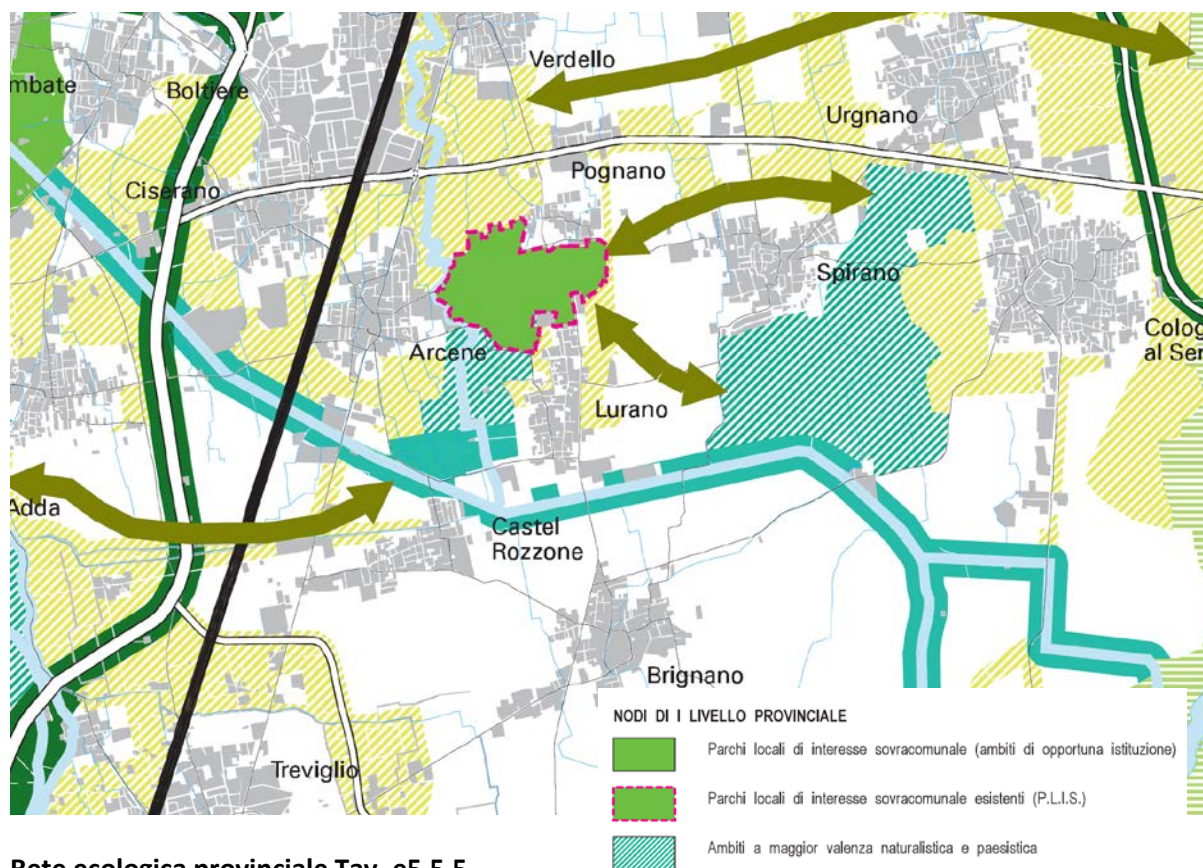 Verdello
mbate
Boltiere
Urgnano
Pognano
Ciserano
Spirano
Arcene
Colog
al Ser
Lurano
Adda
Castel
Rozzone
Brignano
NODI DI I LIVELLO PROVINCIALE
Parchi locali di interesse sovracomunale (ambiti di opportuna istituzione)
Treviglio
Parchi locali di interesse sovracomunale esistenti (P.L.I.S.)
Ambiti a maggior valenza naturalistica e paesistica